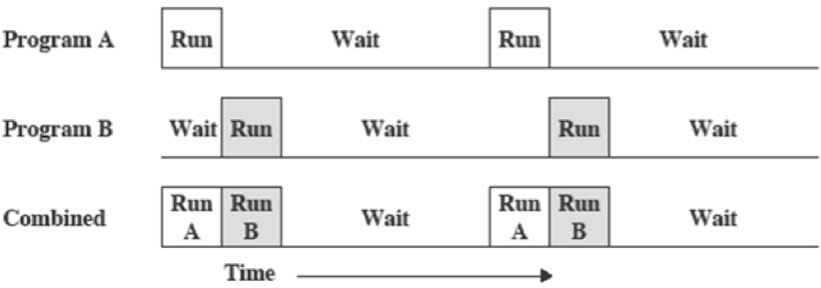 Program A Run Wait Run Wait
Program B Wait Run Wait Run Wait
Combined Run A Run B Wait Run A Run B Wait
Time